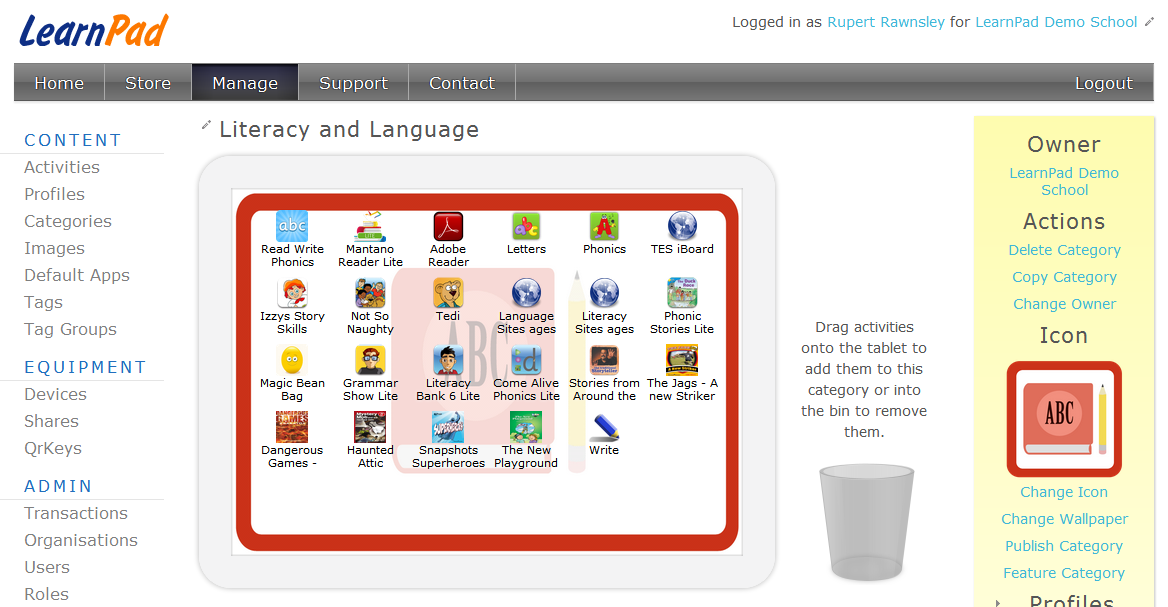 LearnPad
Logged in as Rupert Rawnsley for LearnPad Demo School
Home Store Manage Support Contact Logout
CONTENT
Activities
Profiles
Categories
Images
Default Apps
Tags
Tag Groups
EQUIPMENT
Devices
Shares
QrKeys
ADMIN
Transactions
Organisations
Users
Roles
Literacy and Language
abc
Read Write
Phonics
LITE
Mantano
Reader Lite
Adobe
Reader
abc
Letters
A
Phonics
TES iBoard
Izzys Story
Skills
Not So
Naughty
Tedi
Language
Sites ages
Literacy
Sites ages
Phonic
Stories Lite
Magic Bean
Bag
Grammar
Show Lite
Literacy
Bank 6 Lite
d
Come Alive
Phonics Lite
Stories from
Around the
The Jags - A
new Striker
Dangerous
Games -
Haunted
Attic
Snapshots
Superheroes
The New
Playground
Write
ABC
Drag activities
onto the tablet to
add them to this
category or into
the bin to remove
them.
Owner
LearnPad Demo
School
Actions
Delete Category
Copy Category
Change Owner
Icon
ABC
Change Icon
Change Wallpaper
Publish Category
Feature Category
Profiles